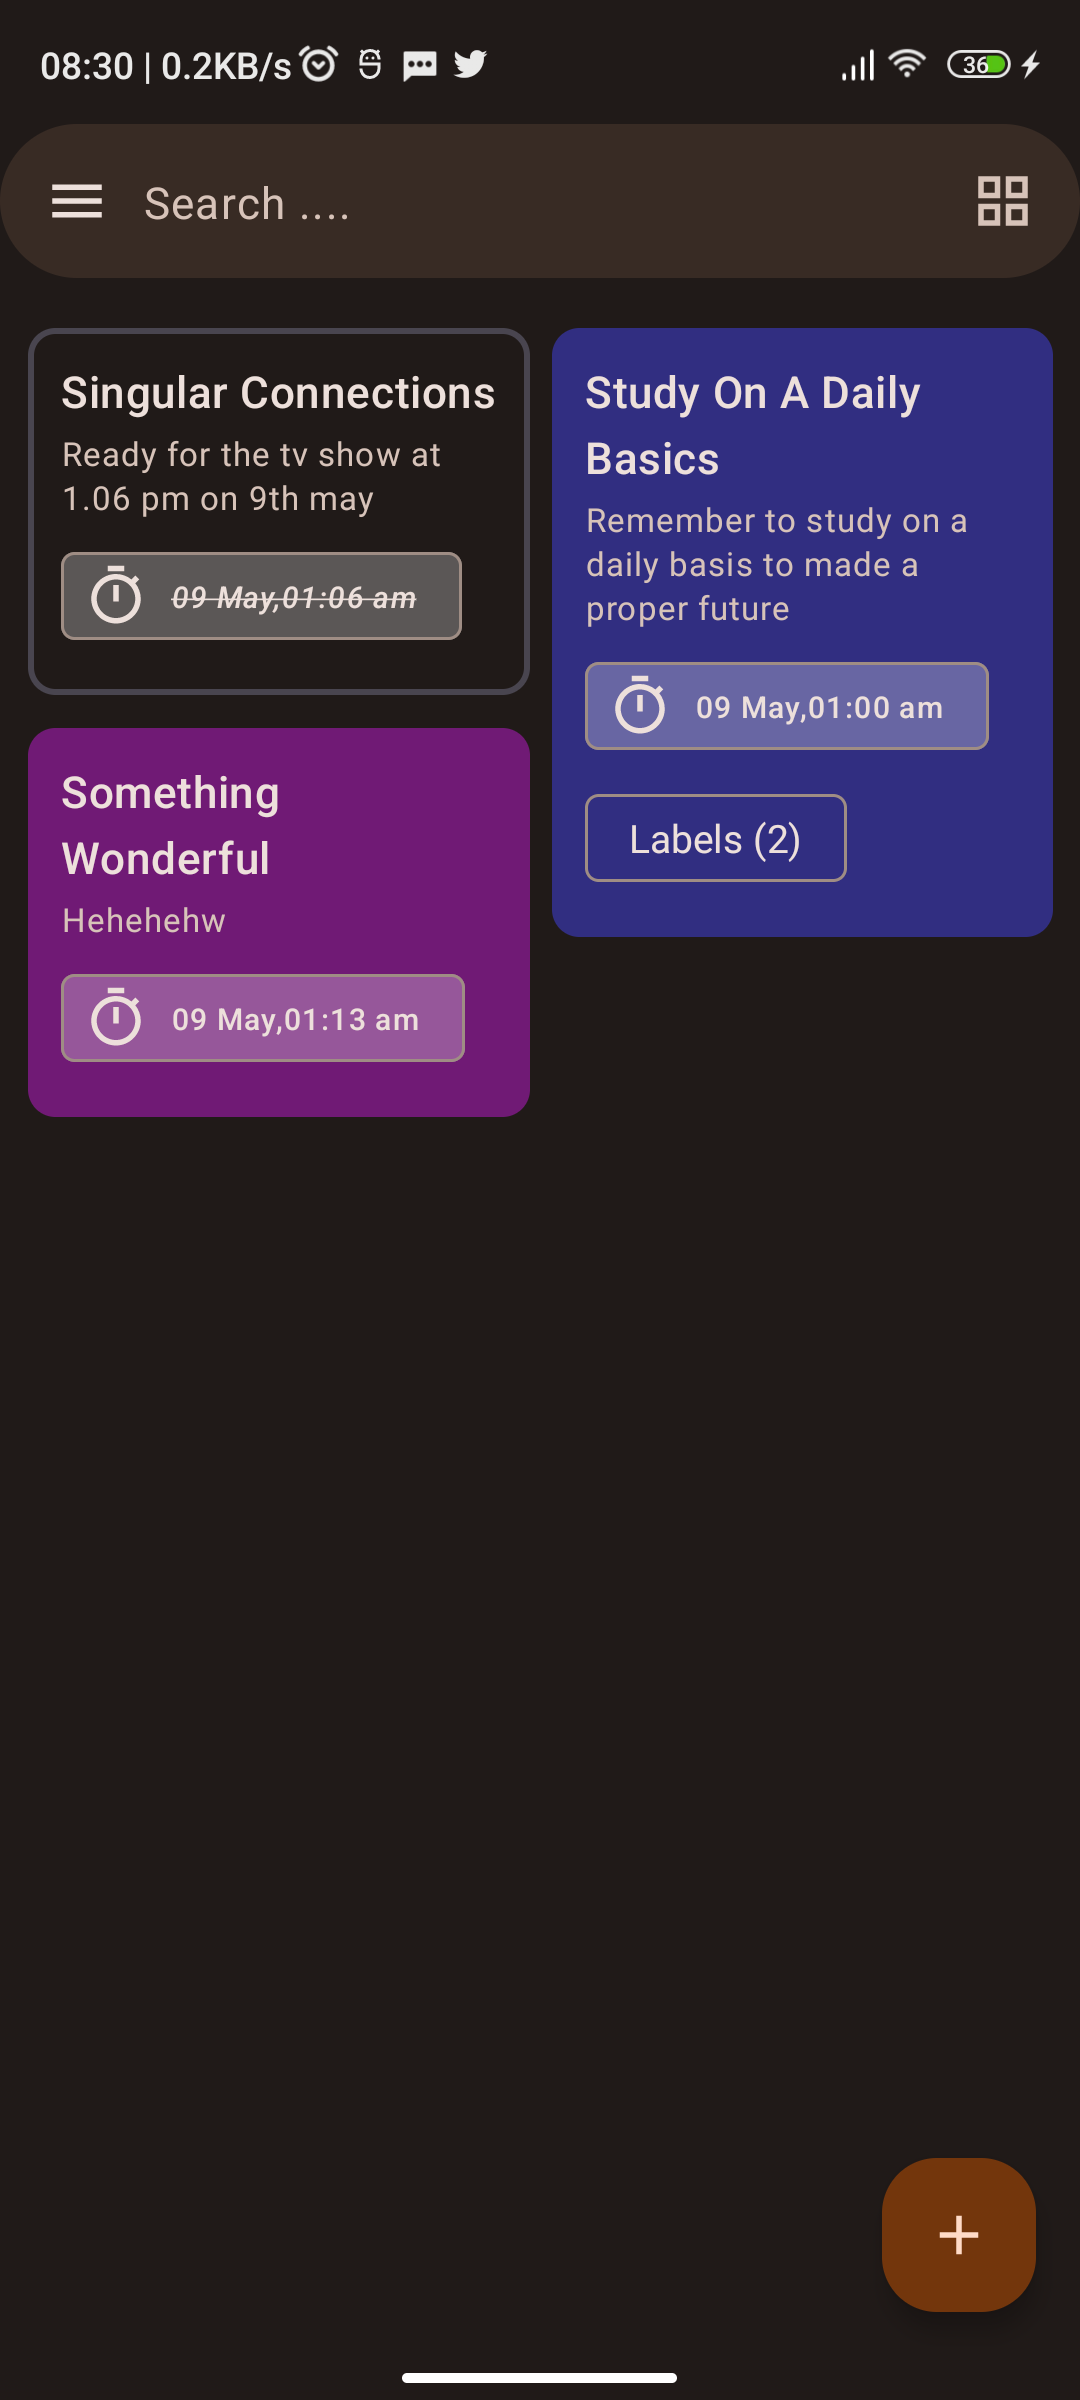 08:30 | 0.2KB/s
36
Search ....
Singular Connections
Ready for the tv show at
1.06 pm on 9th may
09 May,01:06 am
Something
Wonderful
Hehehehw
09 May,01:13 am
Study On A Daily
Basics
Remember to study on a
daily basis to made a
proper future
09 May,01:00 am
Labels (2)